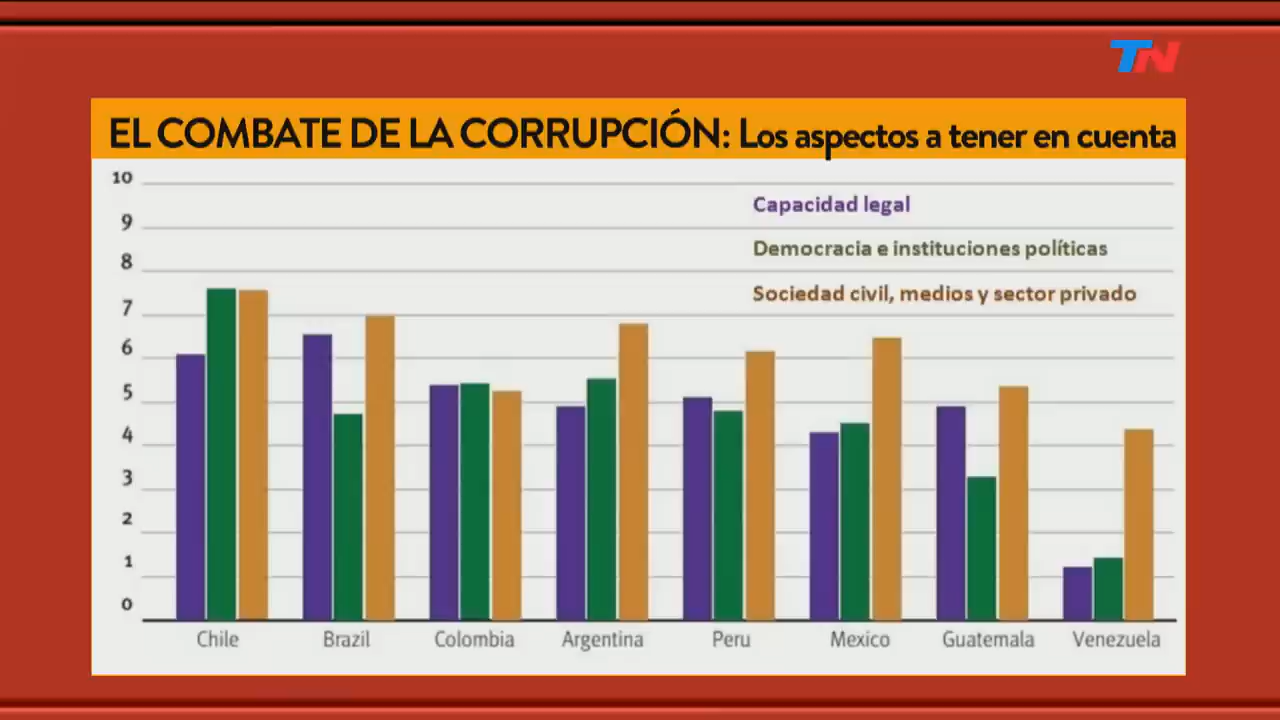 TN
EL COMBATE DE LA CORRUPCIÓN: Los aspectos a tener en cuenta
10
9
8
7
6
5
4
3
2
1
0
Capacidad legal
Democracia e instituciones políticas
Sociedad civil, medios y sector privado
Chile Brazil Colombia Argentina Peru Mexico Guatemala Venezuela